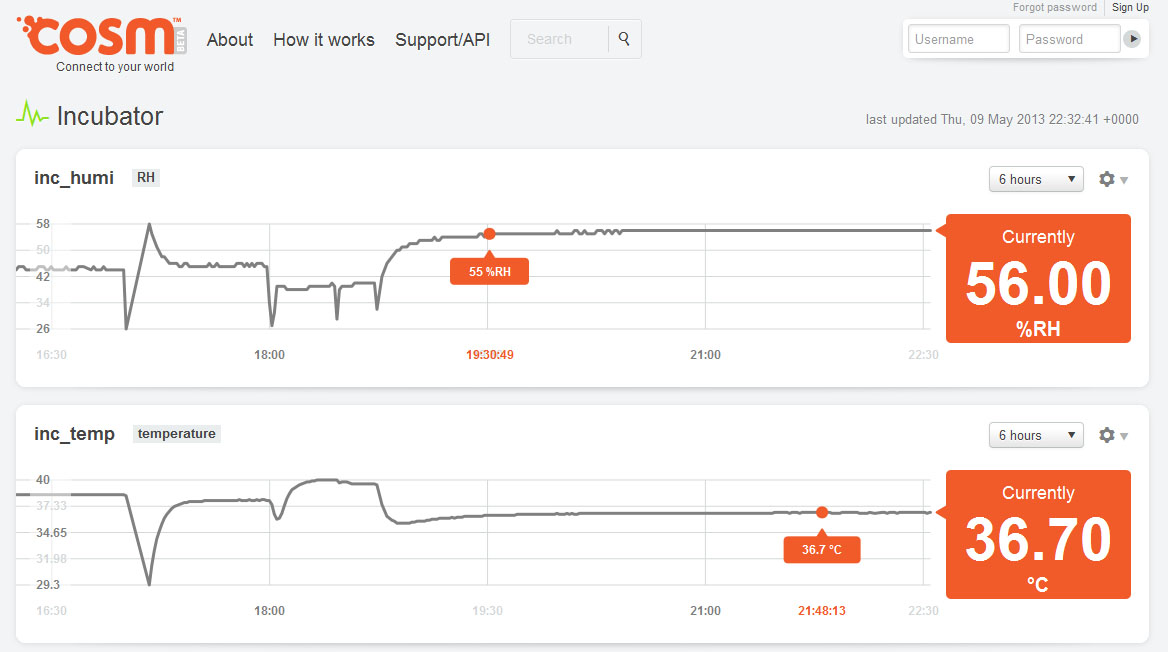 Forgot password Sign Up
cosm™ BETA
Connect to your world
About How it works Support/API Search Username Password
Incubator
last updated Thu, 09 May 2013 22:32:41 +0000
inc_humi RH
6 hours
58
50
42
34
26
55 %RH
16:30 18:00 19:30:49 21:00 22:30
Currently
56.00
%RH
inc_temp temperature
6 hours
40
37.33
34.65
31.98
29.3
36.7 °C
16:30 18:00 19:30 21:00 21:48:13 22:30
Currently
36.70
°C